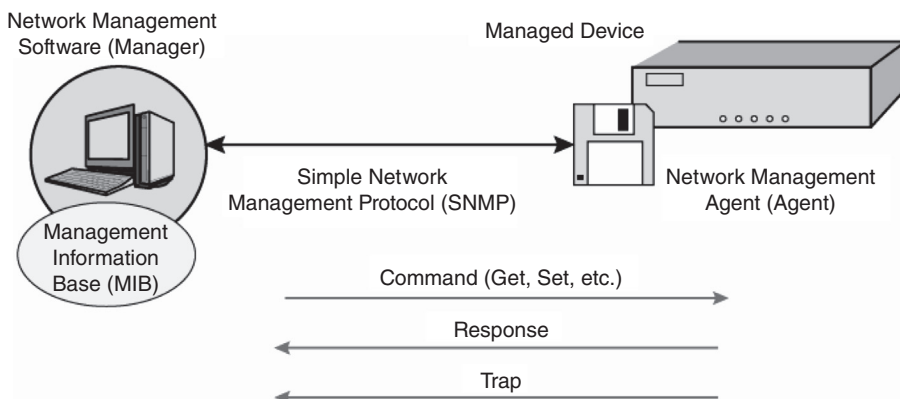 Network Management
Software (Manager)
Managed Device
Simple Network
Management Protocol (SNMP)
Network Management
Agent (Agent)
Management
Information
Base (MIB)
Command (Get, Set, etc.)
Response
Trap